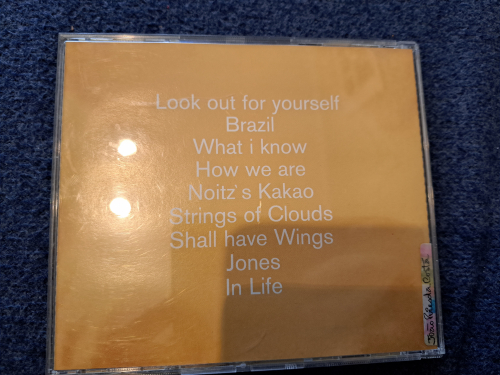 Look out for yourself
Brazil
What i know
How we are
Noitz`s Kakao
Strings of Clouds
Shall have Wings
Jones
In Life